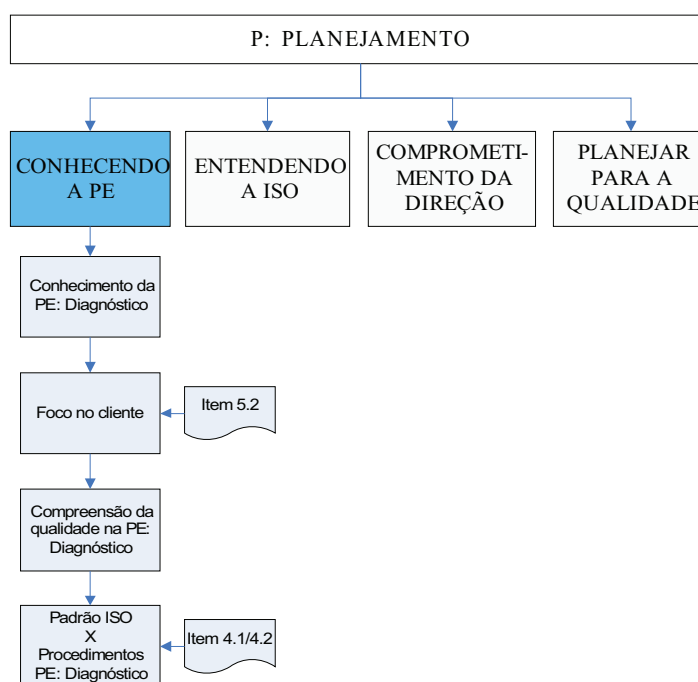 P: PLANEJAMENTO
CONHECENDO
A PE
ENTENDENDO
A ISO
COMPROMETI-
MENTO DA
DIREÇÃO
PLANEJAR
PARA A
QUALIDADE
Conhecimento da
PE: Diagnóstico
Foco no cliente
Item 5.2
Compreensão da
qualidade na PE:
Diagnóstico
Padrão ISO
X
Procedimentos
PE: Diagnóstico
Item 4.1/4.2